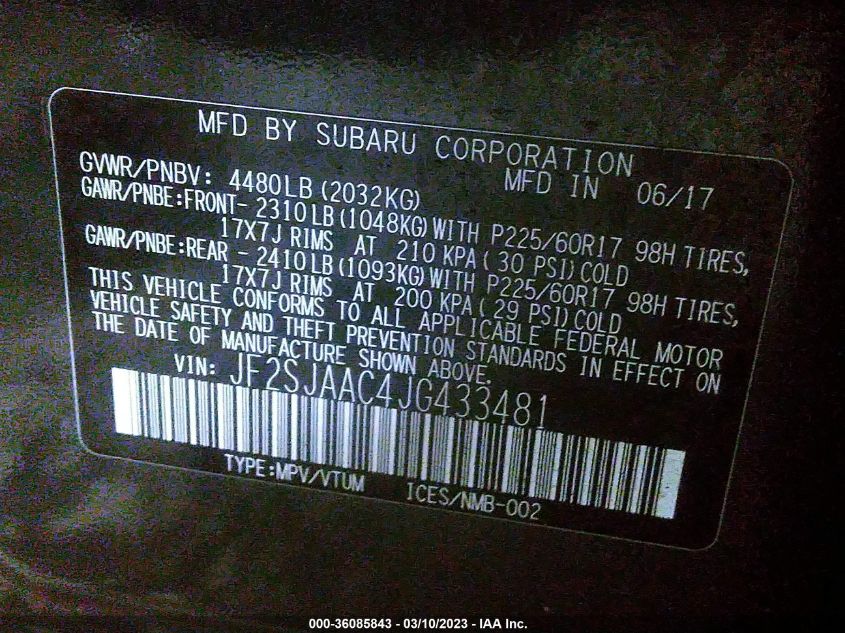 MFD BY SUBARU CORPORATION
MFD IN 06/17
GVWR/PNBV: 4480LB (2032KG)
GAWR/PNBE:FRONT- 2310LB (1048KG) WITH P225/60R17 98H TIRES,
17X7J RIMS AT 210 KPA ( 30 PSI) COLD
GAWR/PNBE:REAR - 2410LB (1093KG) WITH P225/60R17 98H TIRES,
17X7J RIMS AT 200 KPA ( 29 PSI) COLD
THIS VEHICLE CONFORMS TO ALL APPLICABLE FEDERAL MOTOR
VEHICLE SAFETY AND THEFT PREVENTION STANDARDS IN EFFECT ON
THE DATE OF MANUFACTURE SHOWN ABOVE.
VIN: JF2SJAAC4JG433481
TYPE:MPV/VTUM ICES/NMB-002
000-36085843 - 03/10/2023 - IAA Inc.